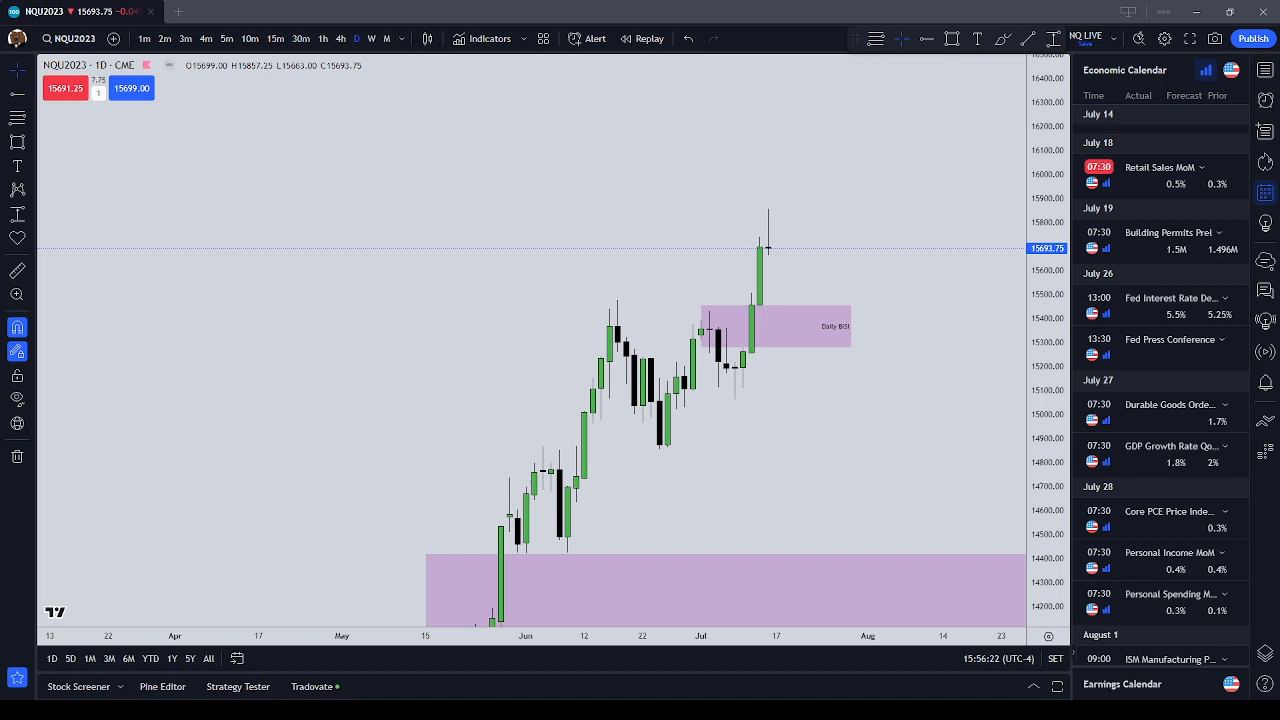 NQU2023 ▼ 15693.75 −0.04
NQU2023 1m 2m 3m 4m 5m 10m 15m 30m 1h 4h D W M Indicators Alert Replay NQ LIVE Save Publish
NQU2023 · 1D · CME O15699.00 H15857.25 L15663.00 C15693.75
15691.25 7.75 1 15699.00
16400.00
16300.00
16200.00
16100.00
16000.00
15900.00
15800.00
15693.75
15600.00
15500.00
15400.00
15300.00
15200.00
15100.00
15000.00
14900.00
14800.00
14700.00
14600.00
14500.00
14400.00
14300.00
14200.00
Daily BISI
13 22 Apr 17 May 15 Jun 12 22 Jul 17 Aug 14 23
1D 5D 1M 3M 6M YTD 1Y 5Y All 15:56:22 (UTC-4) SET
Stock Screener Pine Editor Strategy Tester Tradovate
Economic Calendar
Time Actual Forecast Prior
July 14
July 18
07:30 Retail Sales MoM
0.5% 0.3%
July 19
07:30 Building Permits Prel
1.5M 1.496M
July 26
13:00 Fed Interest Rate De...
5.5% 5.25%
13:30 Fed Press Conference
July 27
07:30 Durable Goods Orde...
1.7%
07:30 GDP Growth Rate Qo...
1.8% 2%
July 28
07:30 Core PCE Price Inde...
0.3%
07:30 Personal Income MoM
0.4% 0.4%
07:30 Personal Spending M...
0.3% 0.1%
August 1
09:00 ISM Manufacturing P...
Earnings Calendar